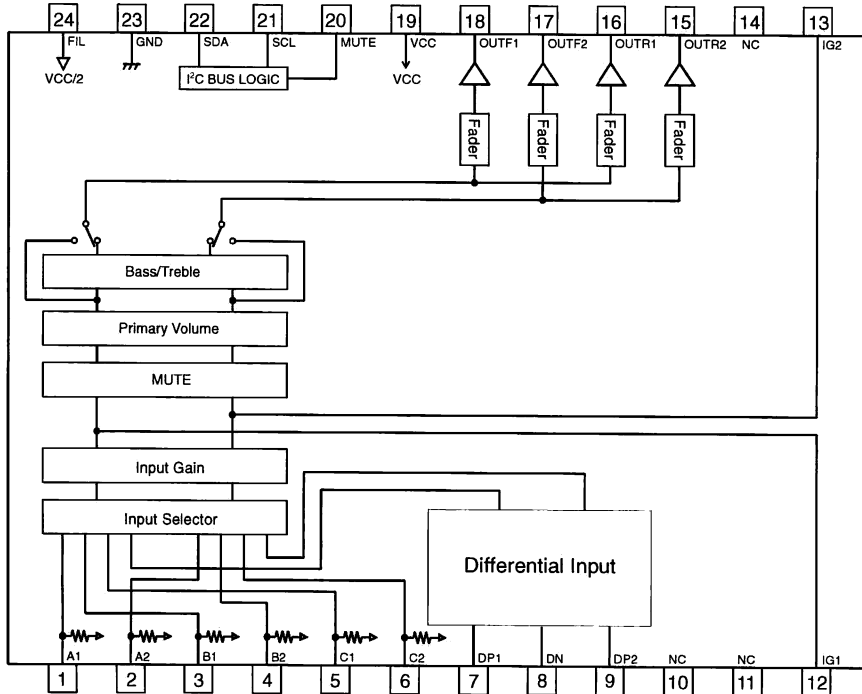 24 23 22 21 20 19 18 17 16 15 14 13
FIL GND SDA SCL MUTE VCC OUTF1 OUTF2 OUTR1 OUTR2 NC IG2
VCC/2 I²C BUS LOGIC VCC
Fader Fader Fader Fader
Bass/Treble
Primary Volume
MUTE
Input Gain
Input Selector
Differential Input
A1 A2 B1 B2 C1 C2 DP1 DN DP2 NC NC IG1
1 2 3 4 5 6 7 8 9 10 11 12